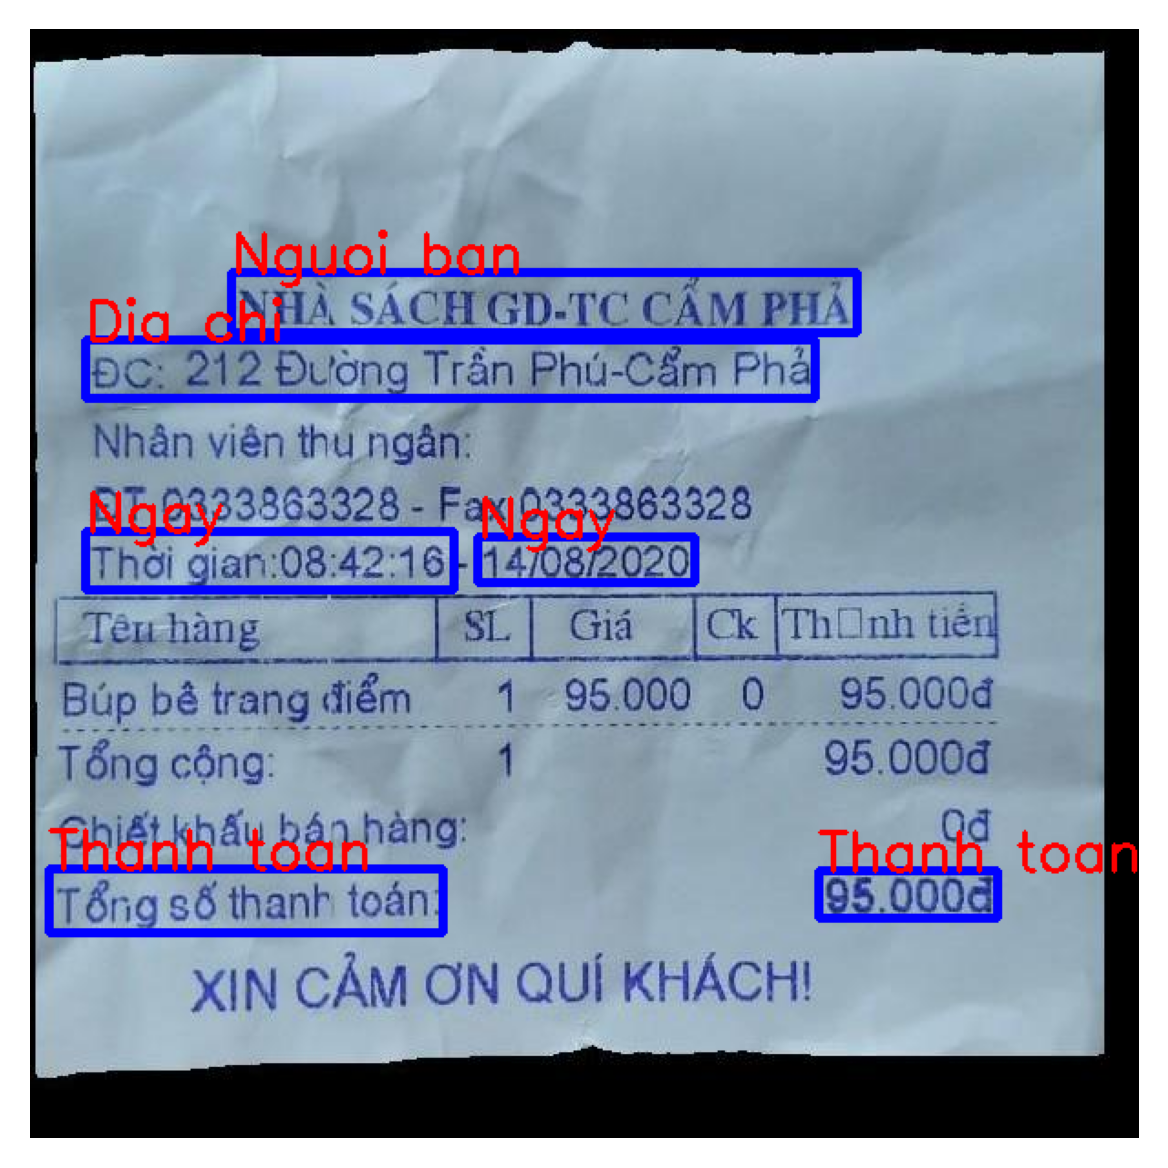 Nguoi ban
NHÀ SÁCH GD-TC CẨM PHẢ
Dia chi
ĐC: 212 Đường Trần Phú-Cẩm Phả
Nhân viên thu ngân:
ĐT:0333863328 - Fax:0333863328
Ngay Ngay
Thời gian:08:42:16 - 14/08/2020
Tên hàng SL Giá Ck Th□nh tiền
Búp bê trang điểm 1 95.000 0 95.000đ
Tổng cộng: 1 95.000đ
Chiết khấu bán hàng: 0đ
Thanh toan Thanh toan
Tổng số thanh toán: 95.000đ
XIN CẢM ƠN QUÍ KHÁCH!